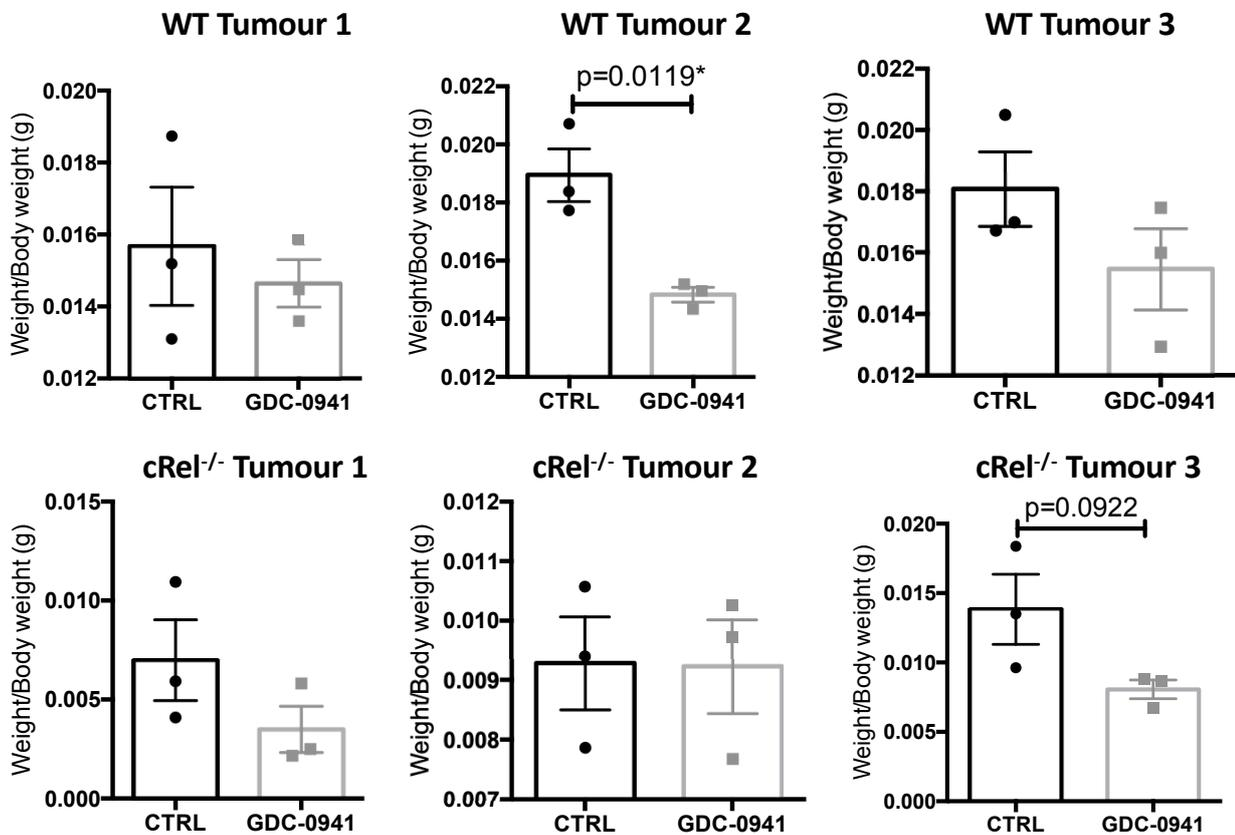 WT Tumour 1
Weight/Body weight (g)
0.020
0.018
0.016
0.014
0.012
CTRL GDC-0941
WT Tumour 2
p=0.0119*
Weight/Body weight (g)
0.022
0.020
0.018
0.016
0.014
0.012
CTRL GDC-0941
WT Tumour 3
Weight/Body weight (g)
0.022
0.020
0.018
0.016
0.014
0.012
CTRL GDC-0941
cRel-/- Tumour 1
Weight/Body weight (g)
0.015
0.010
0.005
0.000
CTRL GDC-0941
cRel-/- Tumour 2
Weight/Body weight (g)
0.012
0.011
0.010
0.009
0.008
0.007
CTRL GDC-0941
cRel-/- Tumour 3
p=0.0922
Weight/Body weight (g)
0.020
0.015
0.010
0.005
0.000
CTRL GDC-0941